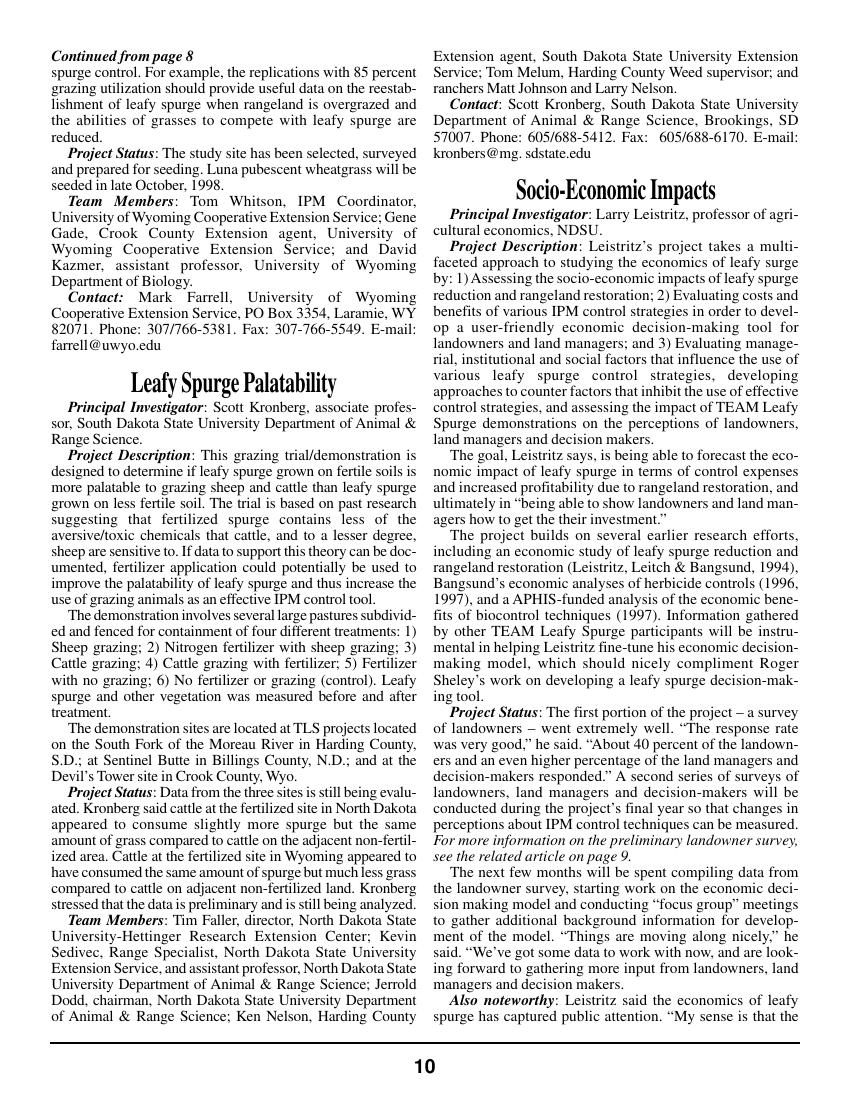 Continued from page 8
spurge control. For example, the replications with 85 percent
grazing utilization should provide useful data on the reestab-
lishment of leafy spurge when rangeland is overgrazed and
the abilities of grasses to compete with leafy spurge are
reduced.
Project Status: The study site has been selected, surveyed
and prepared for seeding. Luna pubescent wheatgrass will be
seeded in late October, 1998.
Team Members: Tom Whitson, IPM Coordinator,
University of Wyoming Cooperative Extension Service; Gene
Gade, Crook County Extension agent, University of
Wyoming Cooperative Extension Service; and David
Kazmer, assistant professor, University of Wyoming
Department of Biology.
Contact: Mark Farrell, University of Wyoming
Cooperative Extension Service, PO Box 3354, Laramie, WY
82071. Phone: 307/766-5381. Fax: 307-766-5549. E-mail:
farrell@uwyo.edu
Leafy Spurge Palatability
Principal Investigator: Scott Kronberg, associate profes-
sor, South Dakota State University Department of Animal &
Range Science.
Project Description: This grazing trial/demonstration is
designed to determine if leafy spurge grown on fertile soils is
more palatable to grazing sheep and cattle than leafy spurge
grown on less fertile soil. The trial is based on past research
suggesting that fertilized spurge contains less of the
aversive/toxic chemicals that cattle, and to a lesser degree,
sheep are sensitive to. If data to support this theory can be doc-
umented, fertilizer application could potentially be used to
improve the palatability of leafy spurge and thus increase the
use of grazing animals as an effective IPM control tool.
The demonstration involves several large pastures subdivid-
ed and fenced for containment of four different treatments: 1)
Sheep grazing; 2) Nitrogen fertilizer with sheep grazing; 3)
Cattle grazing; 4) Cattle grazing with fertilizer; 5) Fertilizer
with no grazing; 6) No fertilizer or grazing (control). Leafy
spurge and other vegetation was measured before and after
treatment.
The demonstration sites are located at TLS projects located
on the South Fork of the Moreau River in Harding County,
S.D.; at Sentinel Butte in Billings County, N.D.; and at the
Devil's Tower site in Crook County, Wyo.
Project Status: Data from the three sites is still being evalu-
ated. Kronberg said cattle at the fertilized site in North Dakota
appeared to consume slightly more spurge but the same
amount of grass compared to cattle on the adjacent non-fertil-
ized area. Cattle at the fertilized site in Wyoming appeared to
have consumed the same amount of spurge but much less grass
compared to cattle on adjacent non-fertilized land. Kronberg
stressed that the data is preliminary and is still being analyzed.
Team Members: Tim Faller, director, North Dakota State
University-Hettinger Research Extension Center; Kevin
Sedivec, Range Specialist, North Dakota State University
Extension Service, and assistant professor, North Dakota State
University Department of Animal & Range Science; Jerrold
Dodd, chairman, North Dakota State University Department
of Animal & Range Science; Ken Nelson, Harding County
Extension agent, South Dakota State University Extension
Service; Tom Melum, Harding County Weed supervisor; and
ranchers Matt Johnson and Larry Nelson.
Contact: Scott Kronberg, South Dakota State University
Department of Animal & Range Science, Brookings, SD
57007. Phone: 605/688-5412. Fax: 605/688-6170. E-mail:
kronbers@mg. sdstate.edu
Socio-Economic Impacts
Principal Investigator: Larry Leistritz, professor of agri-
cultural economics, NDSU.
Project Description: Leistritz's project takes a multi-
faceted approach to studying the economics of leafy surge
by: 1) Assessing the socio-economic impacts of leafy spurge
reduction and rangeland restoration; 2) Evaluating costs and
benefits of various IPM control strategies in order to devel-
op a user-friendly economic decision-making tool for
landowners and land managers; and 3) Evaluating manage-
rial, institutional and social factors that influence the use of
various leafy spurge control strategies, developing
approaches to counter factors that inhibit the use of effective
control strategies, and assessing the impact of TEAM Leafy
Spurge demonstrations on the perceptions of landowners,
land managers and decision makers.
The goal, Leistritz says, is being able to forecast the eco-
nomic impact of leafy spurge in terms of control expenses
and increased profitability due to rangeland restoration, and
ultimately in “being able to show landowners and land man-
agers how to get the their investment.”
The project builds on several earlier research efforts,
including an economic study of leafy spurge reduction and
rangeland restoration (Leistritz, Leitch & Bangsund, 1994),
Bangsund's economic analyses of herbicide controls (1996,
1997), and a APHIS-funded analysis of the economic bene-
fits of biocontrol techniques (1997). Information gathered
by other TEAM Leafy Spurge participants will be instru-
mental in helping Leistritz fine-tune his economic decision-
making model, which should nicely compliment Roger
Sheley's work on developing a leafy spurge decision-mak-
ing tool.
Project Status: The first portion of the project – a survey
of landowners – went extremely well. “The response rate
was very good,” he said. “About 40 percent of the landown-
ers and an even higher percentage of the land managers and
decision-makers responded.” A second series of surveys of
landowners, land managers and decision-makers will be
conducted during the project's final year so that changes in
perceptions about IPM control techniques can be measured.
For more information on the preliminary landowner survey,
see the related article on page 9.
The next few months will be spent compiling data from
the landowner survey, starting work on the economic deci-
sion making model and conducting “focus group” meetings
to gather additional background information for develop-
ment of the model. “Things are moving along nicely,” he
said. “We've got some data to work with now, and are look-
ing forward to gathering more input from landowners, land
managers and decision makers.
Also noteworthy: Leistritz said the economics of leafy
spurge has captured public attention. “My sense is that the
10